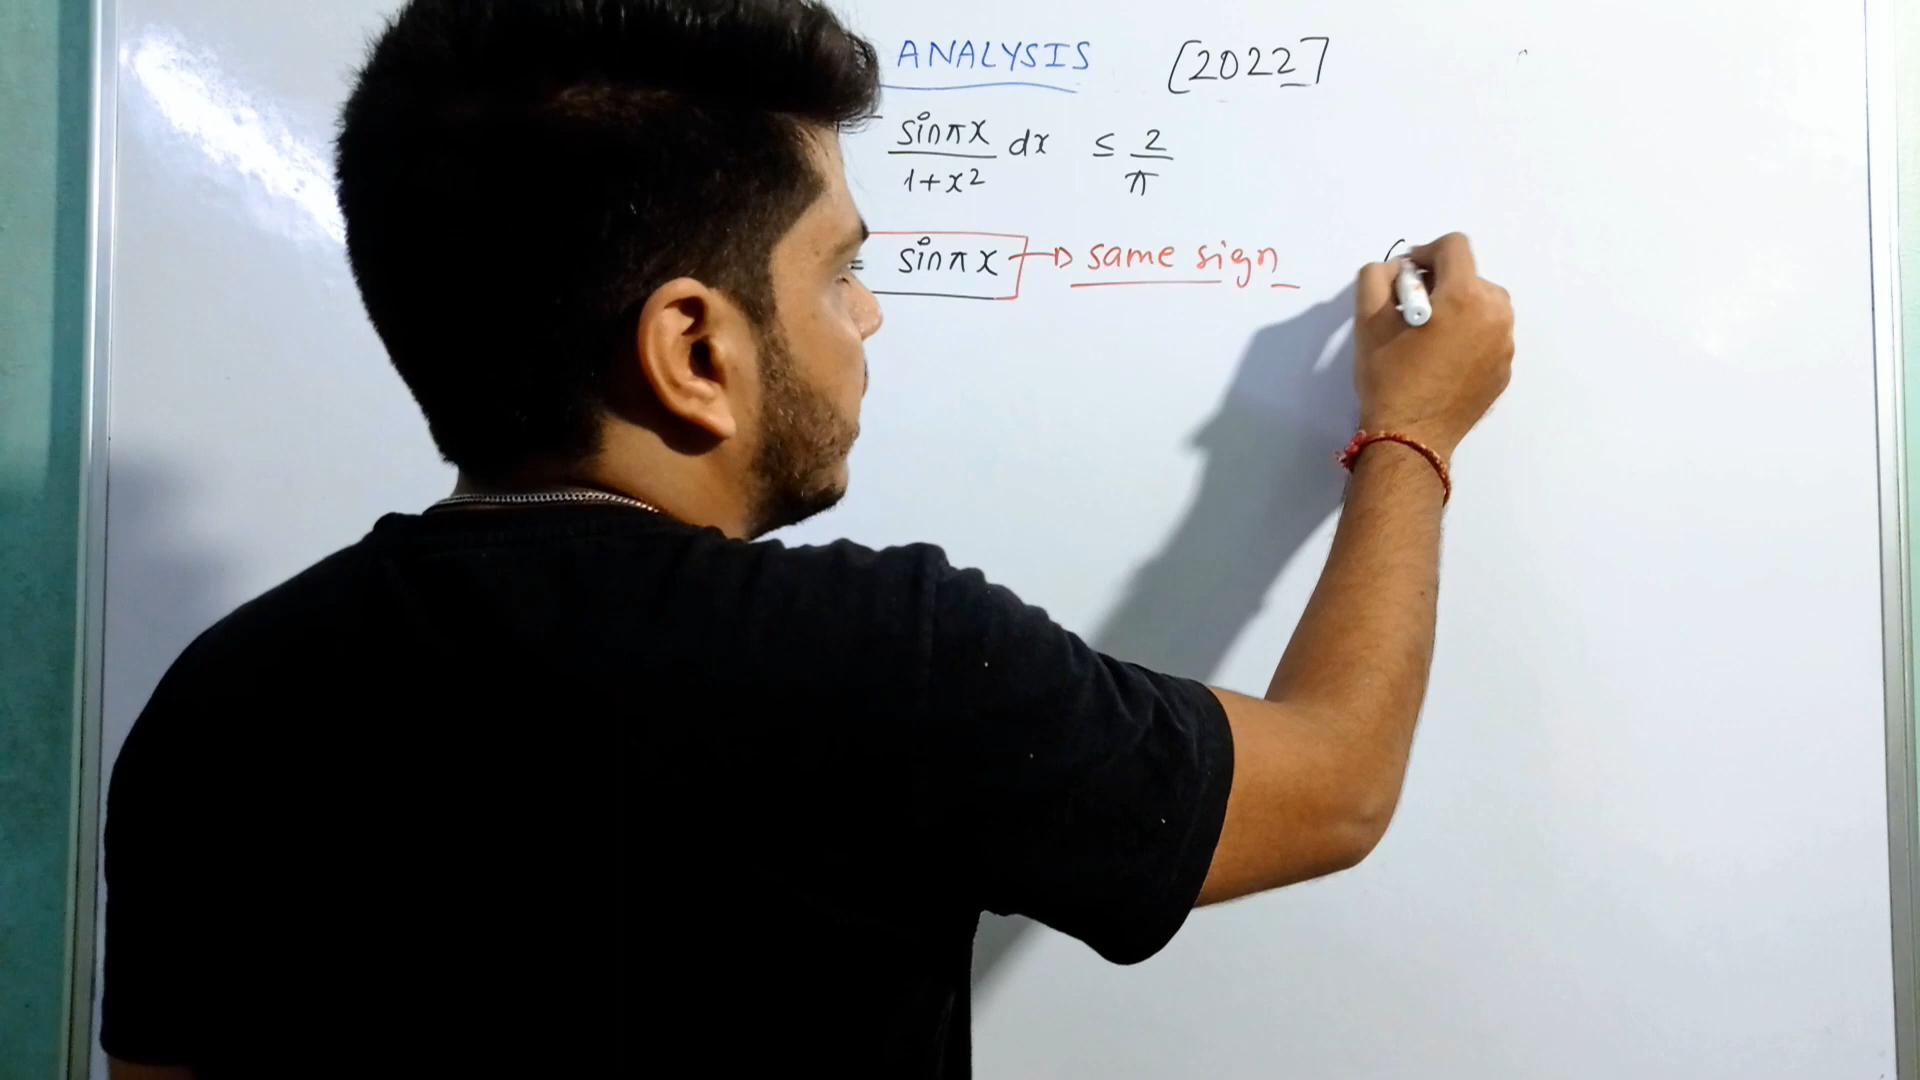 ANALYSIS [2022]
sinπx / 1+x² dx ≤ 2/π
= sinπx → same sign (